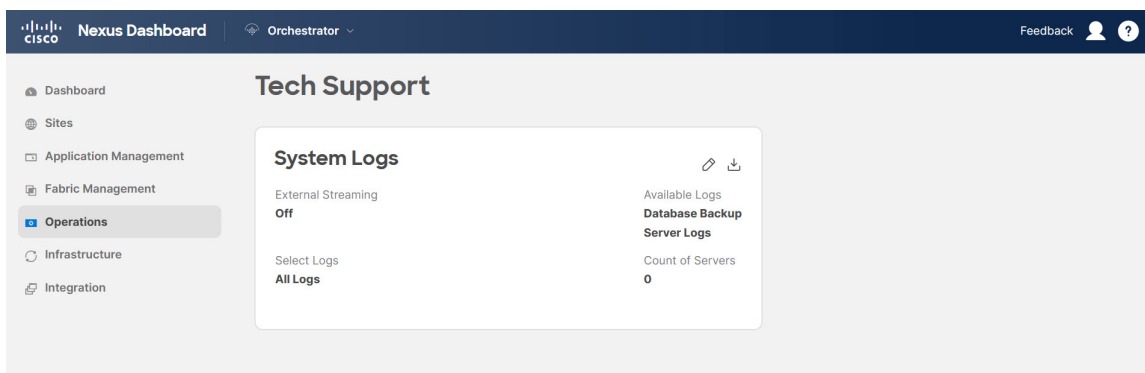 CISCO Nexus Dashboard Orchestrator Feedback ?
Tech Support
Dashboard
Sites
Application Management
Fabric Management
Operations
Infrastructure
Integration
System Logs
External Streaming
Off
Available Logs
Database Backup
Server Logs
Select Logs
All Logs
Count of Servers
0